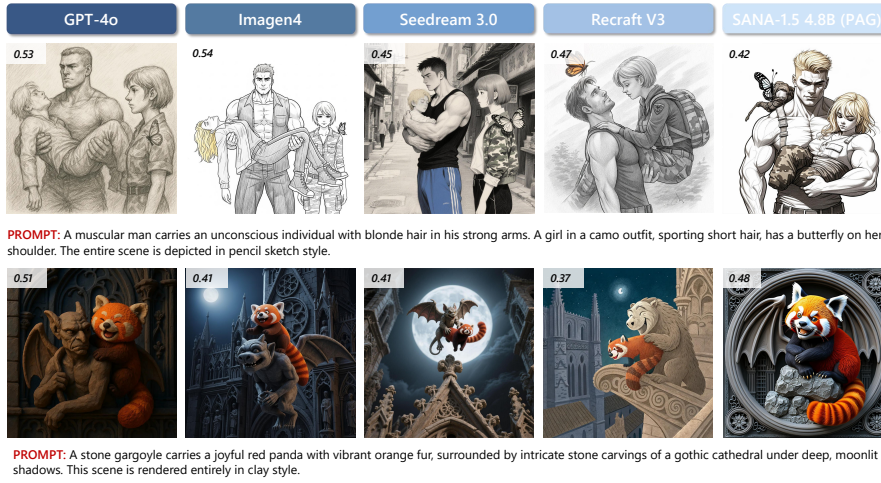 GPT-4o
Imagen4
Seedream 3.0
Recraft V3
SANA-1.5 4.8B (PAG)
0.53
0.54
0.45
0.47
0.42
PROMPT: A muscular man carries an unconscious individual with blonde hair in his strong arms. A girl in a camo outfit, sporting short hair, has a butterfly on her
shoulder. The entire scene is depicted in pencil sketch style.
0.51
0.41
0.41
0.37
0.48
PROMPT: A stone gargoyle carries a joyful red panda with vibrant orange fur, surrounded by intricate stone carvings of a gothic cathedral under deep, moonlit
shadows. This scene is rendered entirely in clay style.